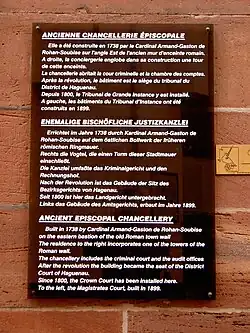 ANCIENNE CHANCELLERIE ÉPISCOPALE
Elle a été construite en 1738 par le Cardinal Armand-Gaston de
Rohan-Soubise sur l'angle Est de l'ancien mur d'enceinte romain.
A droite, la conciergerie englobe dans sa construction une tour
de cette enceinte.
La chancellerie abritait la cour criminelle et la chambre des comptes.
Après la révolution, le bâtiment est le siège du tribunal du
District de Haguenau.
Depuis 1800, le Tribunal de Grande Instance y est installé.
A gauche, les bâtiments du Tribunal d'Instance ont été
construits en 1899.
EHEMALIGE BISCHÖFLICHE JUSTIZKANZLEI
Errichtet im Jahre 1738 durch Kardinal Armand-Gaston de
Rohan-Soubise auf dem östlichen Bollwerk der früheren
römischen Ringmauer.
Rechts die Vogtei, die einen Turm dieser Stadtmauer
einschließt.
Die Kanzlei umfaßte das Kriminalgericht und den
Rechnungshof.
Nach der Revolution ist das Gebäude der Sitz des
Bezirksgerichts von Hagenau.
Seit 1800 ist hier das Landgericht untergebracht.
Links das Gebäude des Amtsgerichts, erbaut im Jahre 1899.
ANCIENT EPISCOPAL CHANCELLERY
Built in 1738 by Cardinal Armand-Gaston de Rohan-Soubise
on the eastern bastion of the old Roman town wall
The residence to the right incorporates one of the towers of the
Roman wall.
The chancellery includes the criminal court and the audit offices
After the revolution the building became the seat of the District
Court of Haguenau.
Since 1800, the Crown Court has been installed here.
To the left, the Magistrates Court, built in 1899.